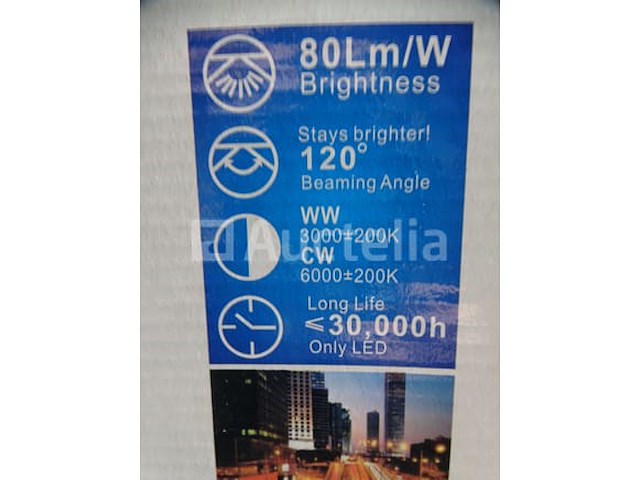 80Lm/W
Brightness
Stays brighter!
120°
Beaming Angle
WW
3000±200K
Auctelia
CW
6000±200K
Long Life
≤30,000h
Only LED